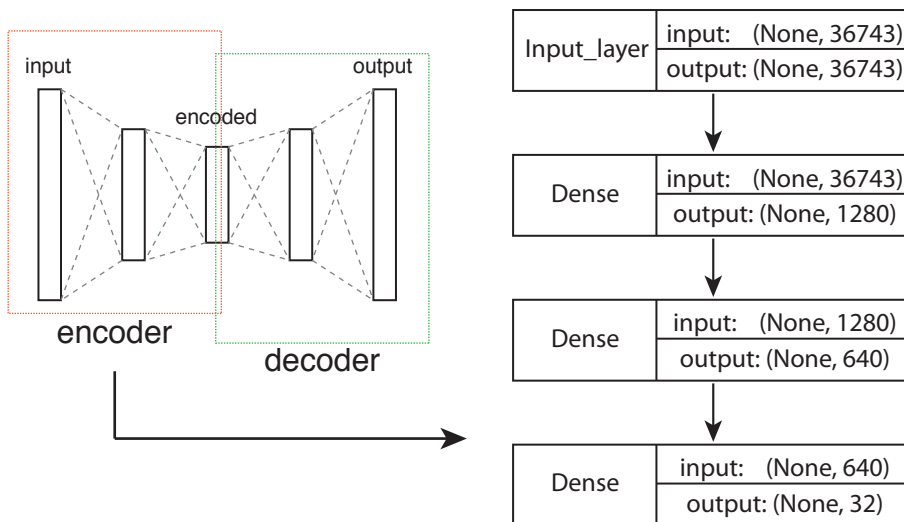 input
output
encoded
encoder
decoder
Input_layer
input: (None, 36743)
output: (None, 36743)
Dense
input: (None, 36743)
output: (None, 1280)
Dense
input: (None, 1280)
output: (None, 640)
Dense
input: (None, 640)
output: (None, 32)